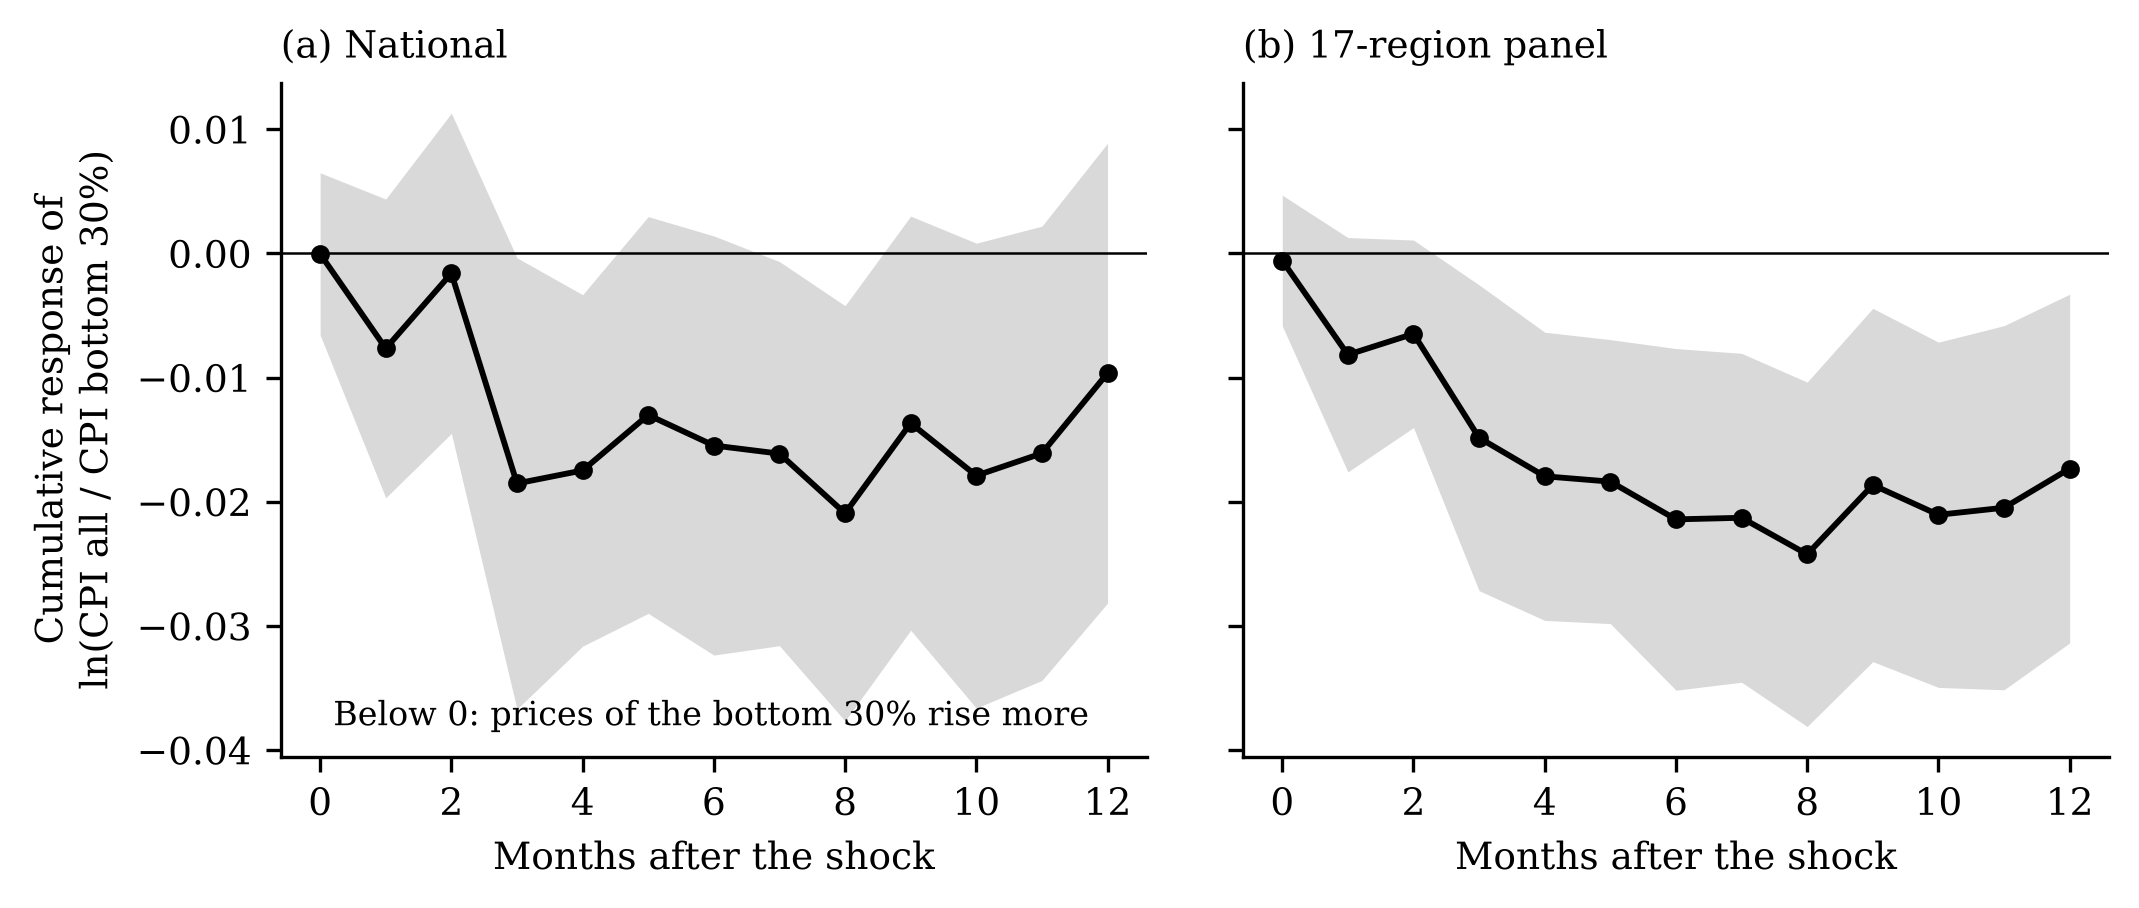 (a) National
(b) 17-region panel
Cumulative response of
ln(CPI all / CPI bottom 30%)
0.01
0.00
−0.01
−0.02
−0.03
−0.04
Below 0: prices of the bottom 30% rise more
0 2 4 6 8 10 12
Months after the shock
0 2 4 6 8 10 12
Months after the shock